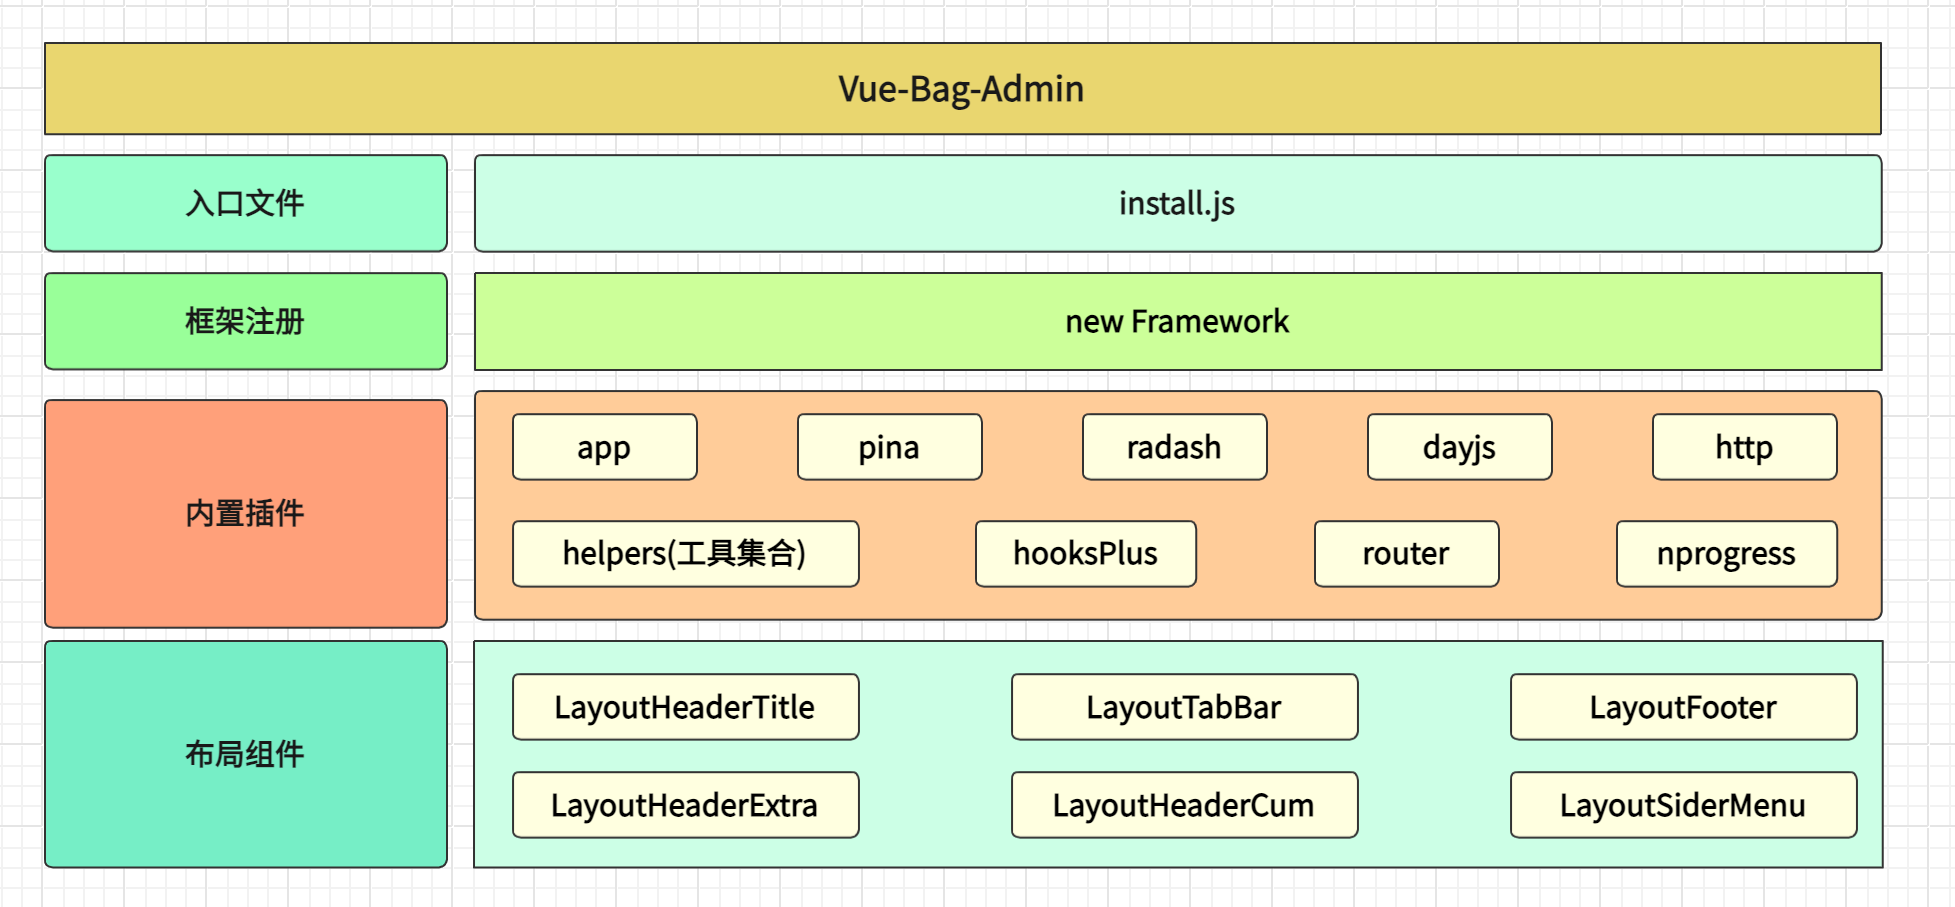 Vue-Bag-Admin
入口文件
install.js
框架注册
new Framework
内置插件
app
pina
radash
dayjs
http
helpers(工具集合)
hooksPlus
router
nprogress
布局组件
LayoutHeaderTitle
LayoutTabBar
LayoutFooter
LayoutHeaderExtra
LayoutHeaderCum
LayoutSiderMenu